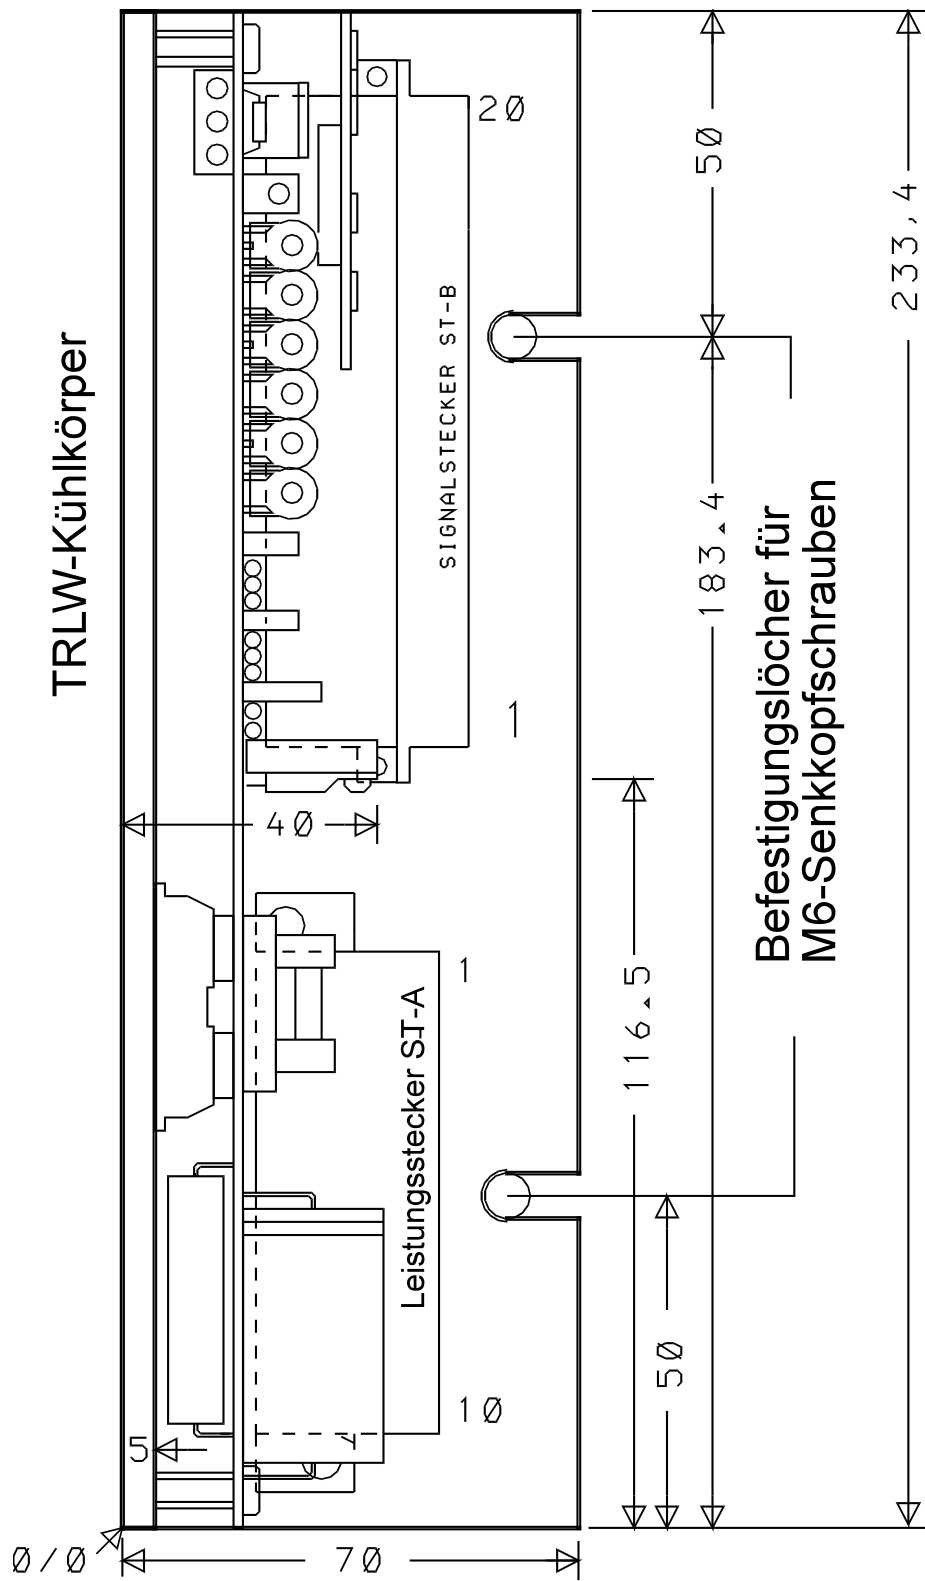 TRLW-Kühlkörper
20
50
233,4
SIGNALSTECKER ST-B
183.4
1
Befestigungslöcher für
M6-Senkkopfschrauben
40
1
116.5
Leistungsstecker ST-A
50
10
5
0/0
70